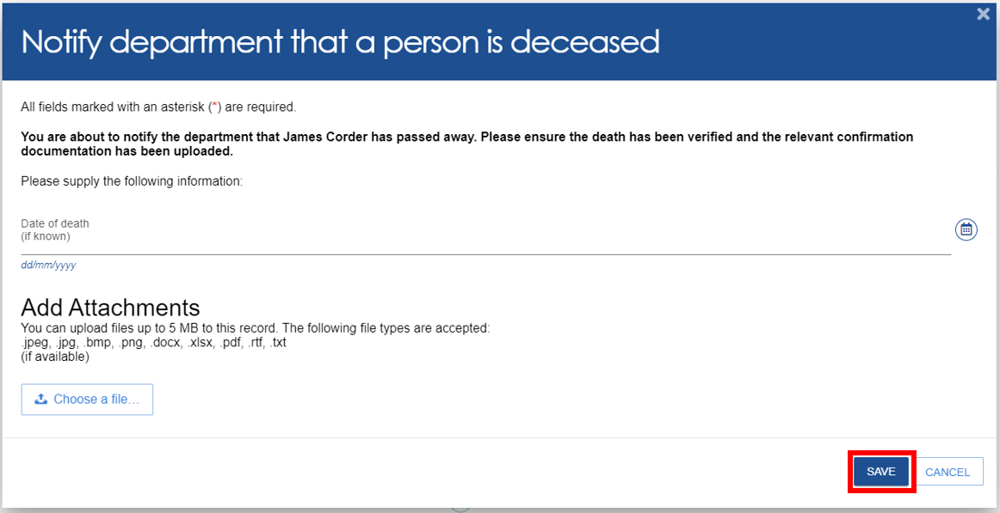 Notify department that a person is deceased
All fields marked with an asterisk (*) are required.
You are about to notify the department that James Corder has passed away. Please ensure the death has been verified and the relevant confirmation
documentation has been uploaded.
Please supply the following information:
Date of death
(if known)
dd/mm/yyyy
Add Attachments
You can upload files up to 5 MB to this record. The following file types are accepted:
.jpeg, .jpg, .bmp, .png, .docx, .xlsx, .pdf, .rtf, .txt
(if available)
Choose a file...
SAVE CANCEL